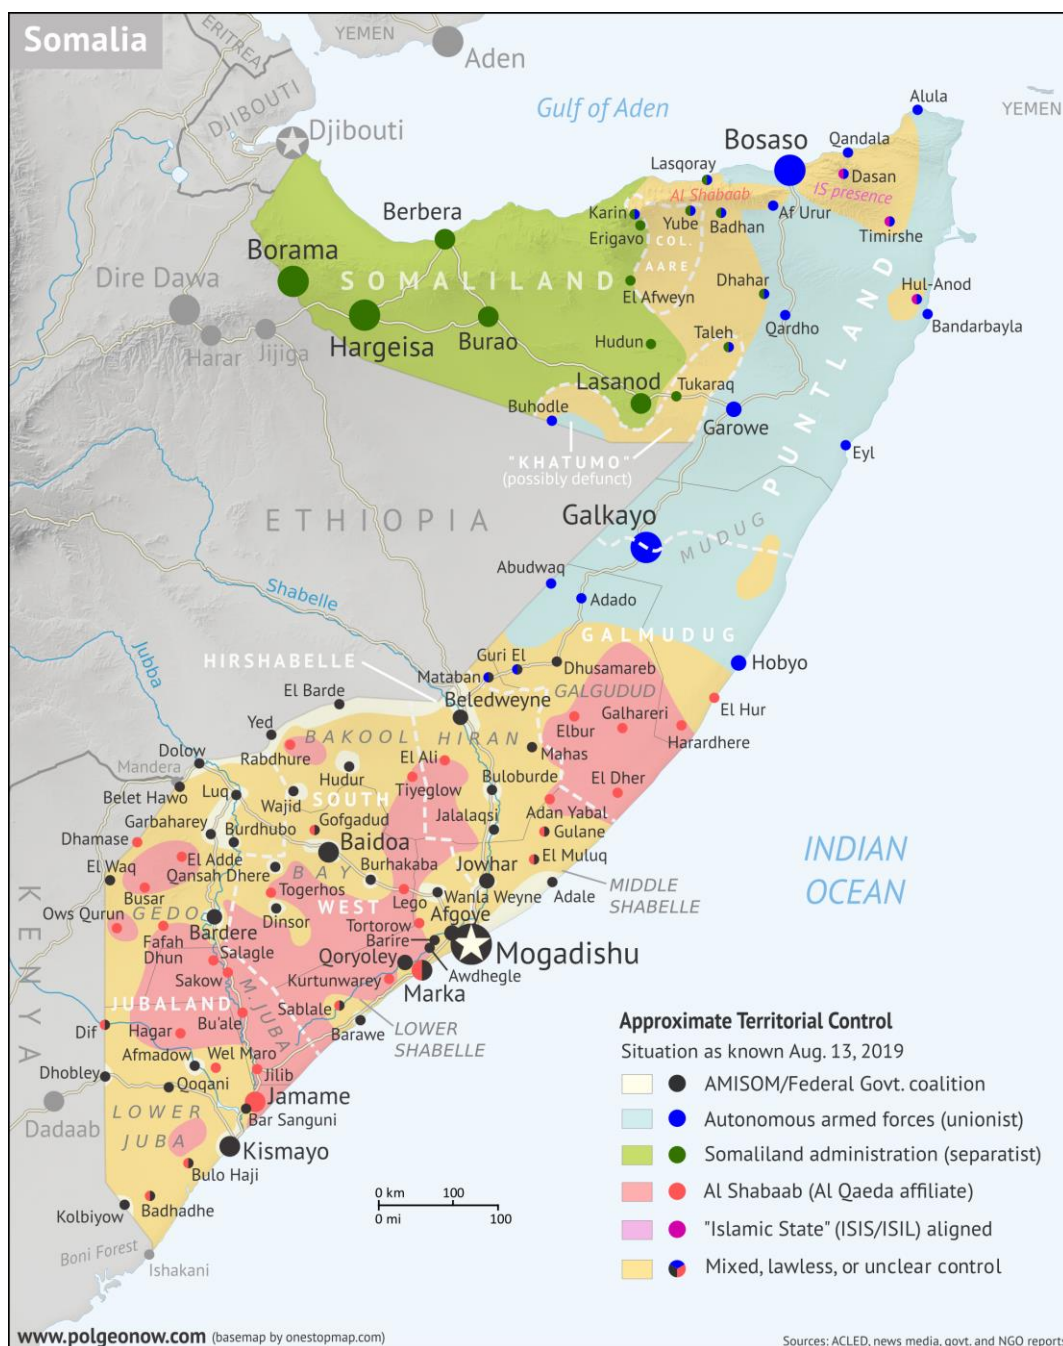 Somalia
ERITREA
YEMEN
Aden
DJIBOUTI
Djibouti
Gulf of Aden
YEMEN
Alula
Bosaso
Qandala
Lasqoray
Dasan
Al Shabaab
IS presence
Berbera
Karin
Yube
Af Urur
Badhan
Timirshe
Erigavo
Borama
COL.
AARE
SOMALILAND
Dire Dawa
El Afweyn
Dhahar
Hul-Anod
Hargeisa
Burao
Qardho
Bandarbayla
Harar
Jijiga
Hudun
Taleh
PUNTLAND
Lasanod
Tukaraq
Buhodle
Garowe
"KHATUMO"
(possibly defunct)
Eyl
ETHIOPIA
Galkayo
MUDUG
Abudwaq
Shabelle
Adado
GALMUDUG
Jubba
HIRSHABELLE
Guri El
Dhusamareb
Hobyo
Mataban
El Barde
Beledweyne
GALGUDUD
Yed
BAKOOL
HIRAN
Elbur
Galhareri
El Hur
Rabdhure
Harardhere
Dolow
Mandera
El Ali
Mahas
Hudur
Tiyeglow
Buloburde
El Dher
Belet Hawo
Luq
Wajid
SOUTH
Adan Yabal
Garbaharey
Gofgadud
Jalalaqsi
Dhamase
Burdhubo
Gulane
Baidoa
El Waq
El Adde
Burhakaba
Jowhar
El Muluq
Qansah Dhere
BAY
INDIAN
OCEAN
Busar
Togerhos
Lego
Wanla Weyne
Adale
MIDDLE
SHABELLE
WEST
Ows Qurun
GEDO
Dinsor
Afgoye
Bardere
Tortorow
Fafah
Dhun
Barire
Salagle
Qoryoley
Mogadishu
Sakow
Kurtunwarey
Awdhegle
Marka
KENYA
JUBALAND
M. JUBA
Sablale
Bu'ale
Dif
Hagar
Barawe
LOWER
SHABELLE
Afmadow
Wel Maro
Dhobley
Jilib
Qoqani
Jamame
Dadaab
LOWER
JUBA
Bar Sanguni
Kismayo
Bulo Haji
Badhadhe
Kolbiyow
Boni Forest
Ishakani
0 km 100
0 mi 100
Approximate Territorial Control
Situation as known Aug. 13, 2019
AMISOM/Federal Govt. coalition
Autonomous armed forces (unionist)
Somaliland administration (separatist)
Al Shabaab (Al Qaeda affiliate)
"Islamic State" (ISIS/ISIL) aligned
Mixed, lawless, or unclear control
www.polgeonow.com (basemap by onestopmap.com)
Sources: ACLED, news media, govt. and NGO reports